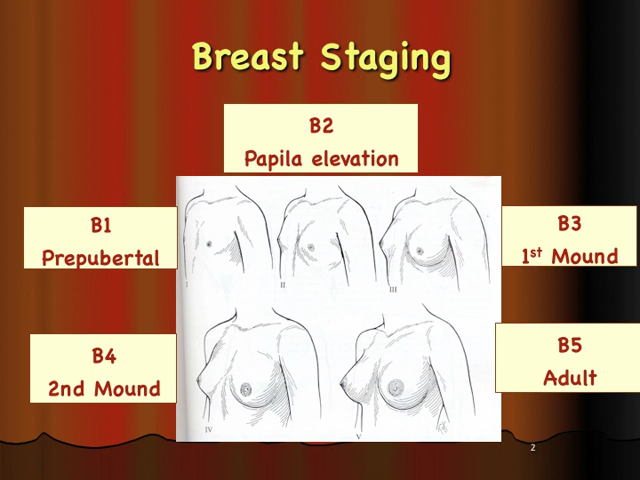 Breast Staging
B2
Papila elevation
B1
Prepubertal
B3
1st Mound
I
II
III
B4
2nd Mound
B5
Adult
IV
V
2